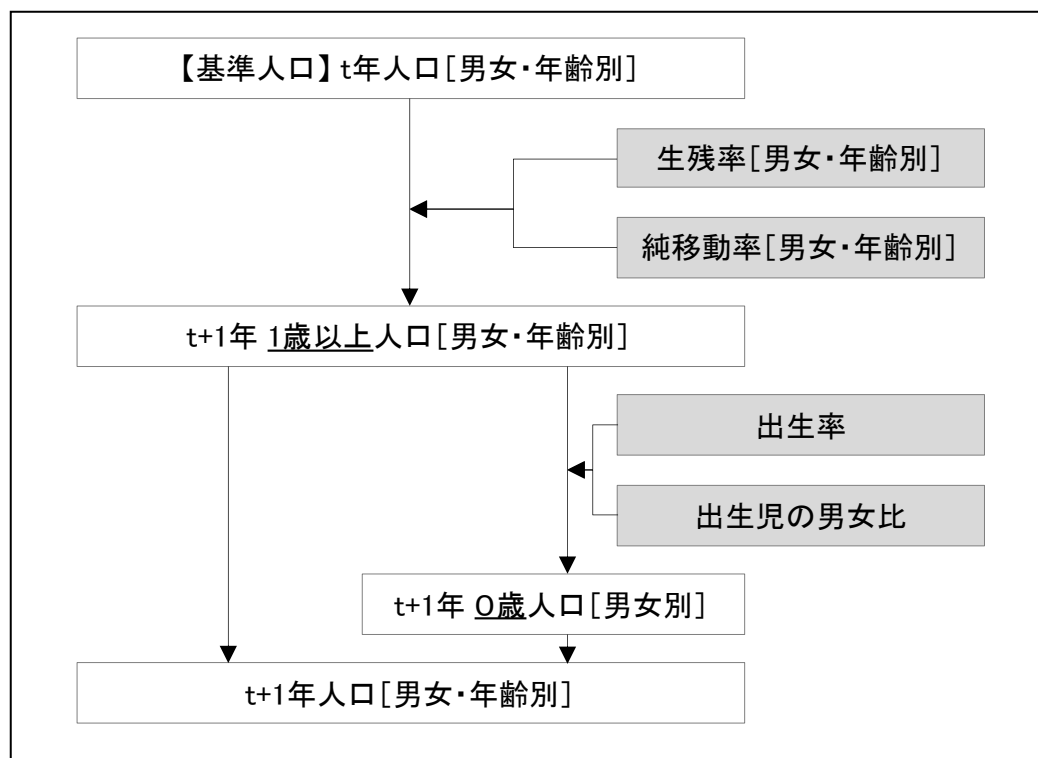 【基準人口】t年人口[男女・年齢別]
生残率[男女・年齢別]
純移動率[男女・年齢別]
t+1年 1歳以上人口[男女・年齢別]
出生率
出生児の男女比
t+1年 0歳人口[男女別]
t+1年人口[男女・年齢別]